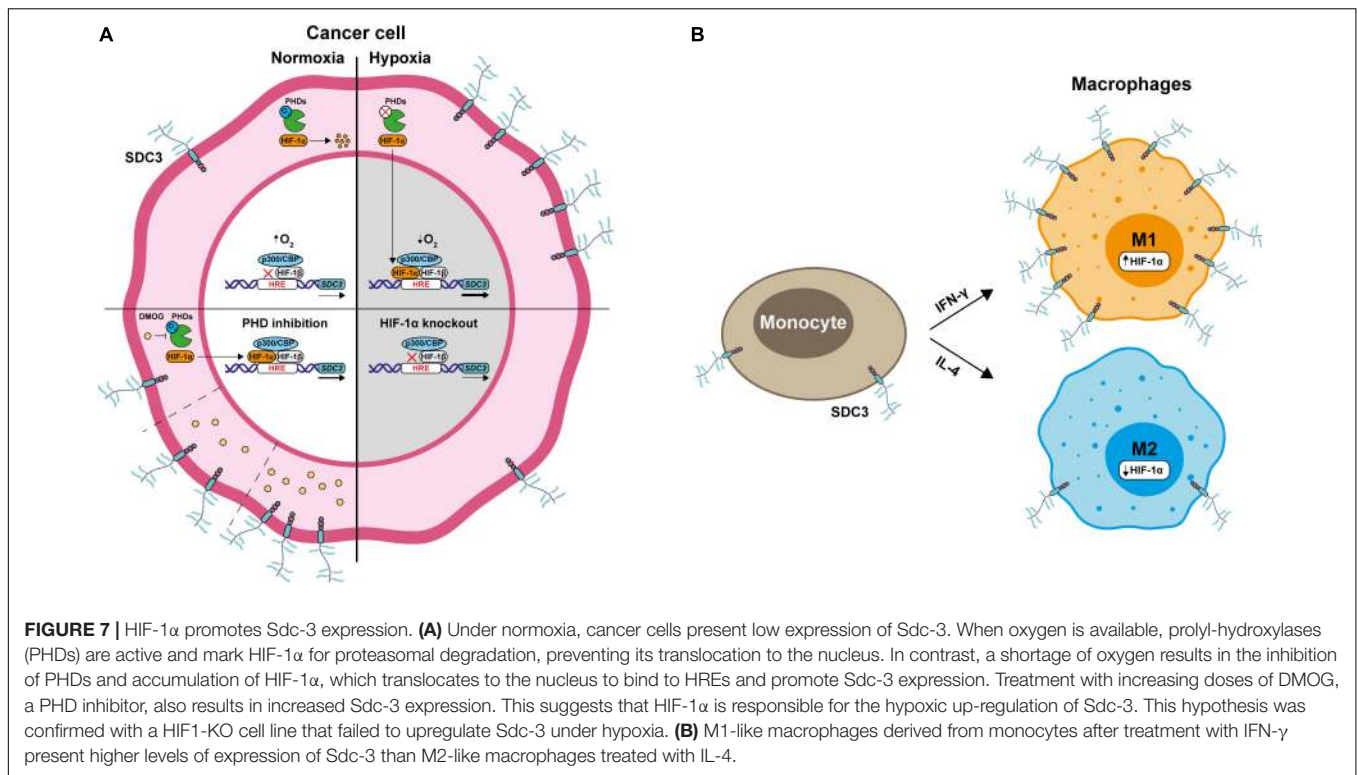 A
Cancer cell
Normoxia
Hypoxia
PHDs
HIF-1α
PHDs
HIF-1α
SDC3
↑O2
p300/CBP
HIF-1β
HRE
SDC3
↓O2
p300/CBP
HIF-1α
HIF-1β
HRE
SDC3
DMOG
PHDs
HIF-1α
PHD inhibition
p300/CBP
HIF-1α
HIF-1β
HRE
SDC3
HIF-1α knockout
p300/CBP
HIF-1β
HRE
SDC3
B
Macrophages
Monocyte
SDC3
IFN-γ
IL-4
M1
↑HIF-1α
M2
↓HIF-1α
FIGURE 7 | HIF-1α promotes Sdc-3 expression. (A) Under normoxia, cancer cells present low expression of Sdc-3. When oxygen is available, prolyl-hydroxylases
(PHDs) are active and mark HIF-1α for proteasomal degradation, preventing its translocation to the nucleus. In contrast, a shortage of oxygen results in the inhibition
of PHDs and accumulation of HIF-1α, which translocates to the nucleus to bind to HREs and promote Sdc-3 expression. Treatment with increasing doses of DMOG,
a PHD inhibitor, also results in increased Sdc-3 expression. This suggests that HIF-1α is responsible for the hypoxic up-regulation of Sdc-3. This hypothesis was
confirmed with a HIF1-KO cell line that failed to upregulate Sdc-3 under hypoxia. (B) M1-like macrophages derived from monocytes after treatment with IFN-γ
present higher levels of expression of Sdc-3 than M2-like macrophages treated with IL-4.